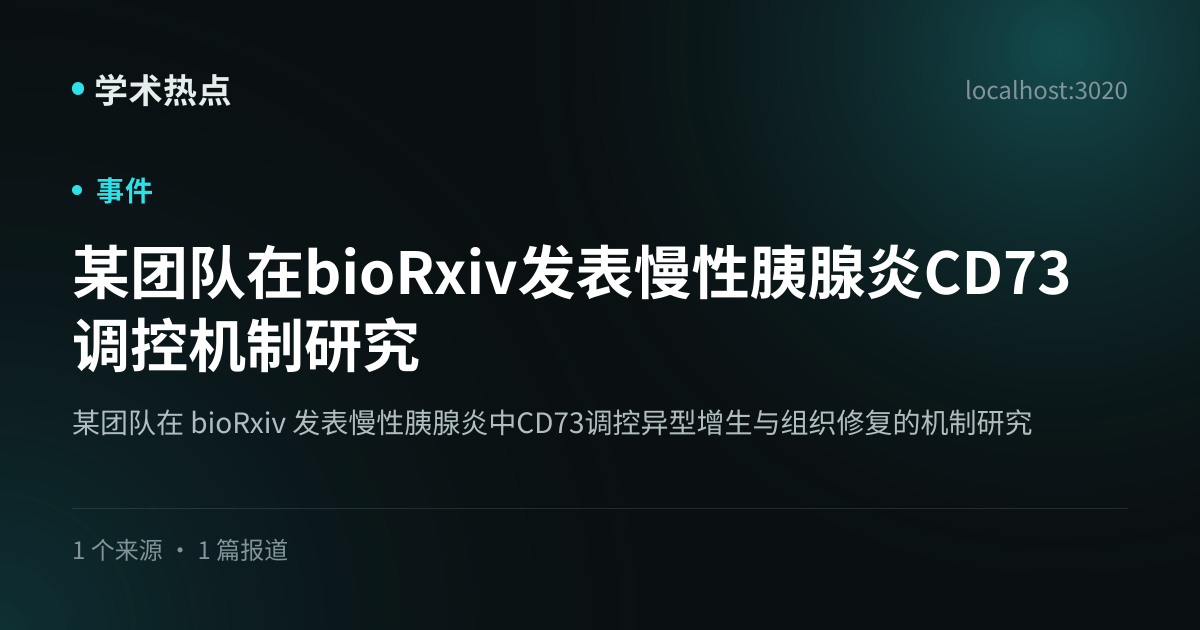 学术热点
localhost:3020
事件
某团队在bioRxiv发表慢性胰腺炎CD73
调控机制研究
某团队在 bioRxiv 发表慢性胰腺炎中CD73调控异型增生与组织修复的机制研究
1 个来源 · 1 篇报道